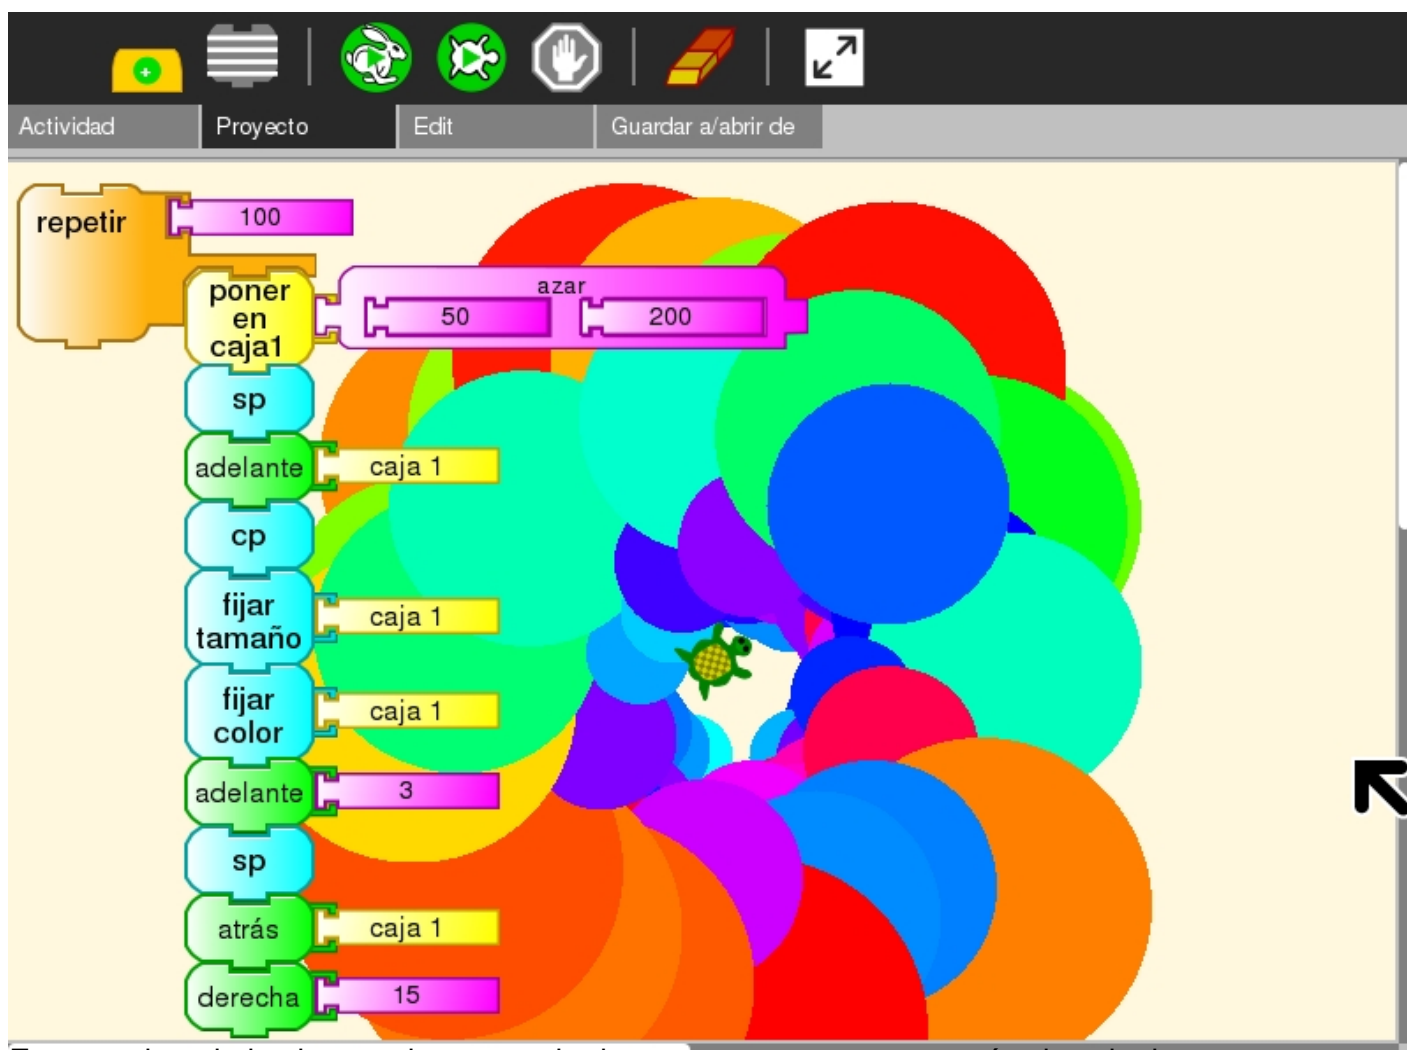 Actividad
Proyecto
Edit
Guardar a/abrir de
repetir
100
poner
en
caja1
azar
50
200
sp
adelante
caja 1
cp
fijar
tamaño
caja 1
fijar
color
caja 1
adelante
3
sp
atrás
caja 1
derecha
15